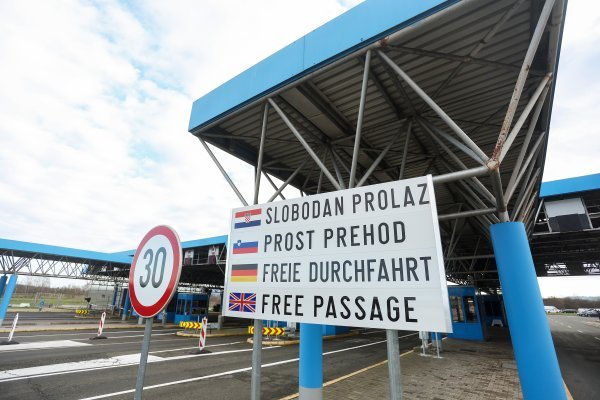 30
SLOBODAN PROLAZ
PROST PREHOD
FREIE DURCHFAHRT
FREE PASSAGE